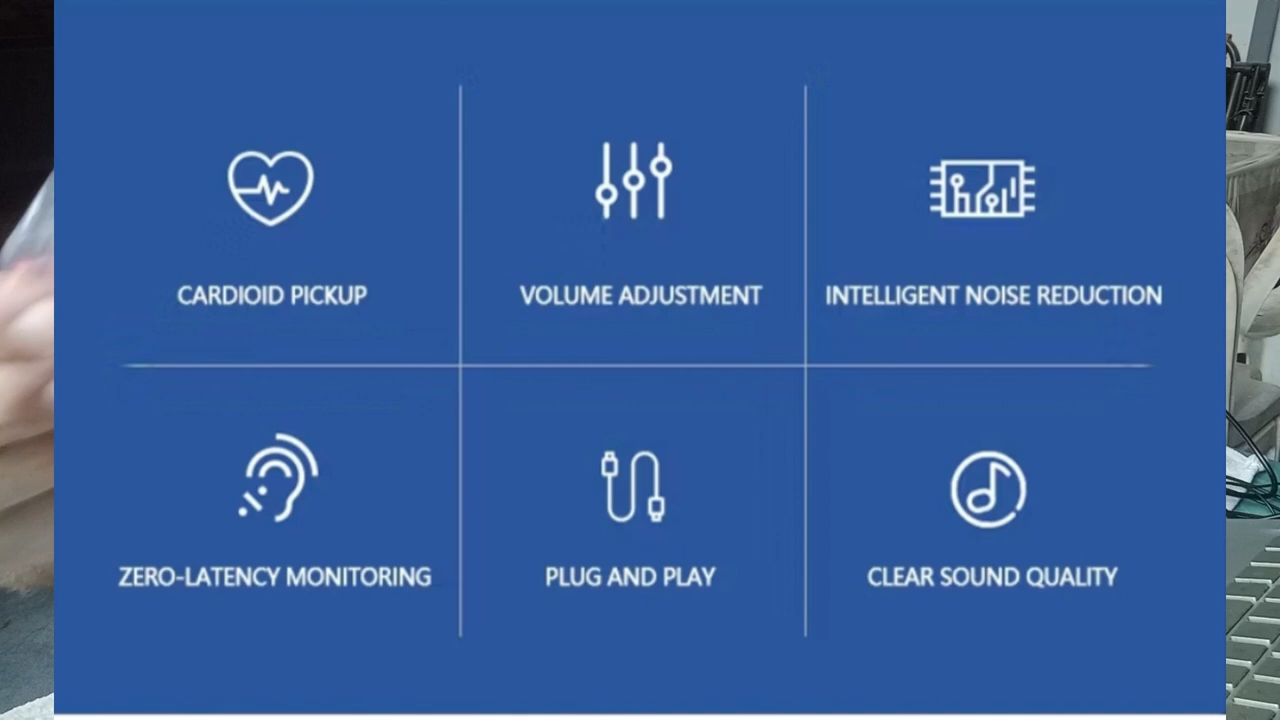 CARDIOID PICKUP
VOLUME ADJUSTMENT
INTELLIGENT NOISE REDUCTION
ZERO-LATENCY MONITORING
PLUG AND PLAY
CLEAR SOUND QUALITY